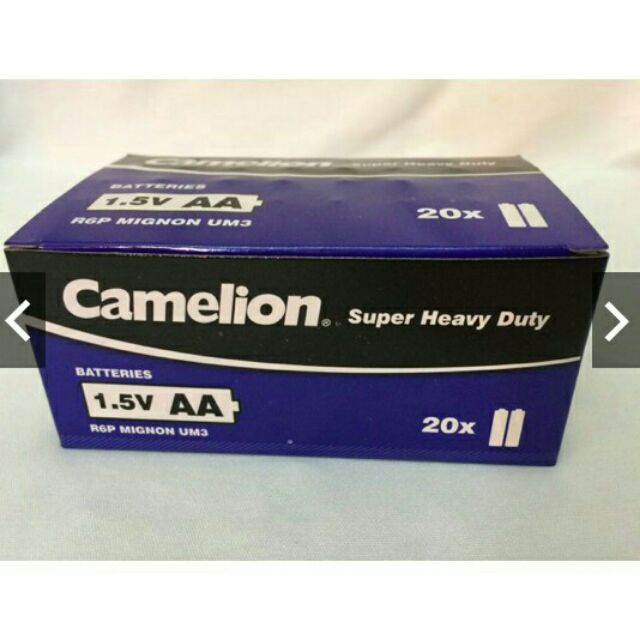 Camelion Super Heavy Duty
BATTERIES
1.5V AA
R6P MIGNON UM3
20x
Camelion® Super Heavy Duty
BATTERIES
1.5V AA
R6P MIGNON UM3
20x